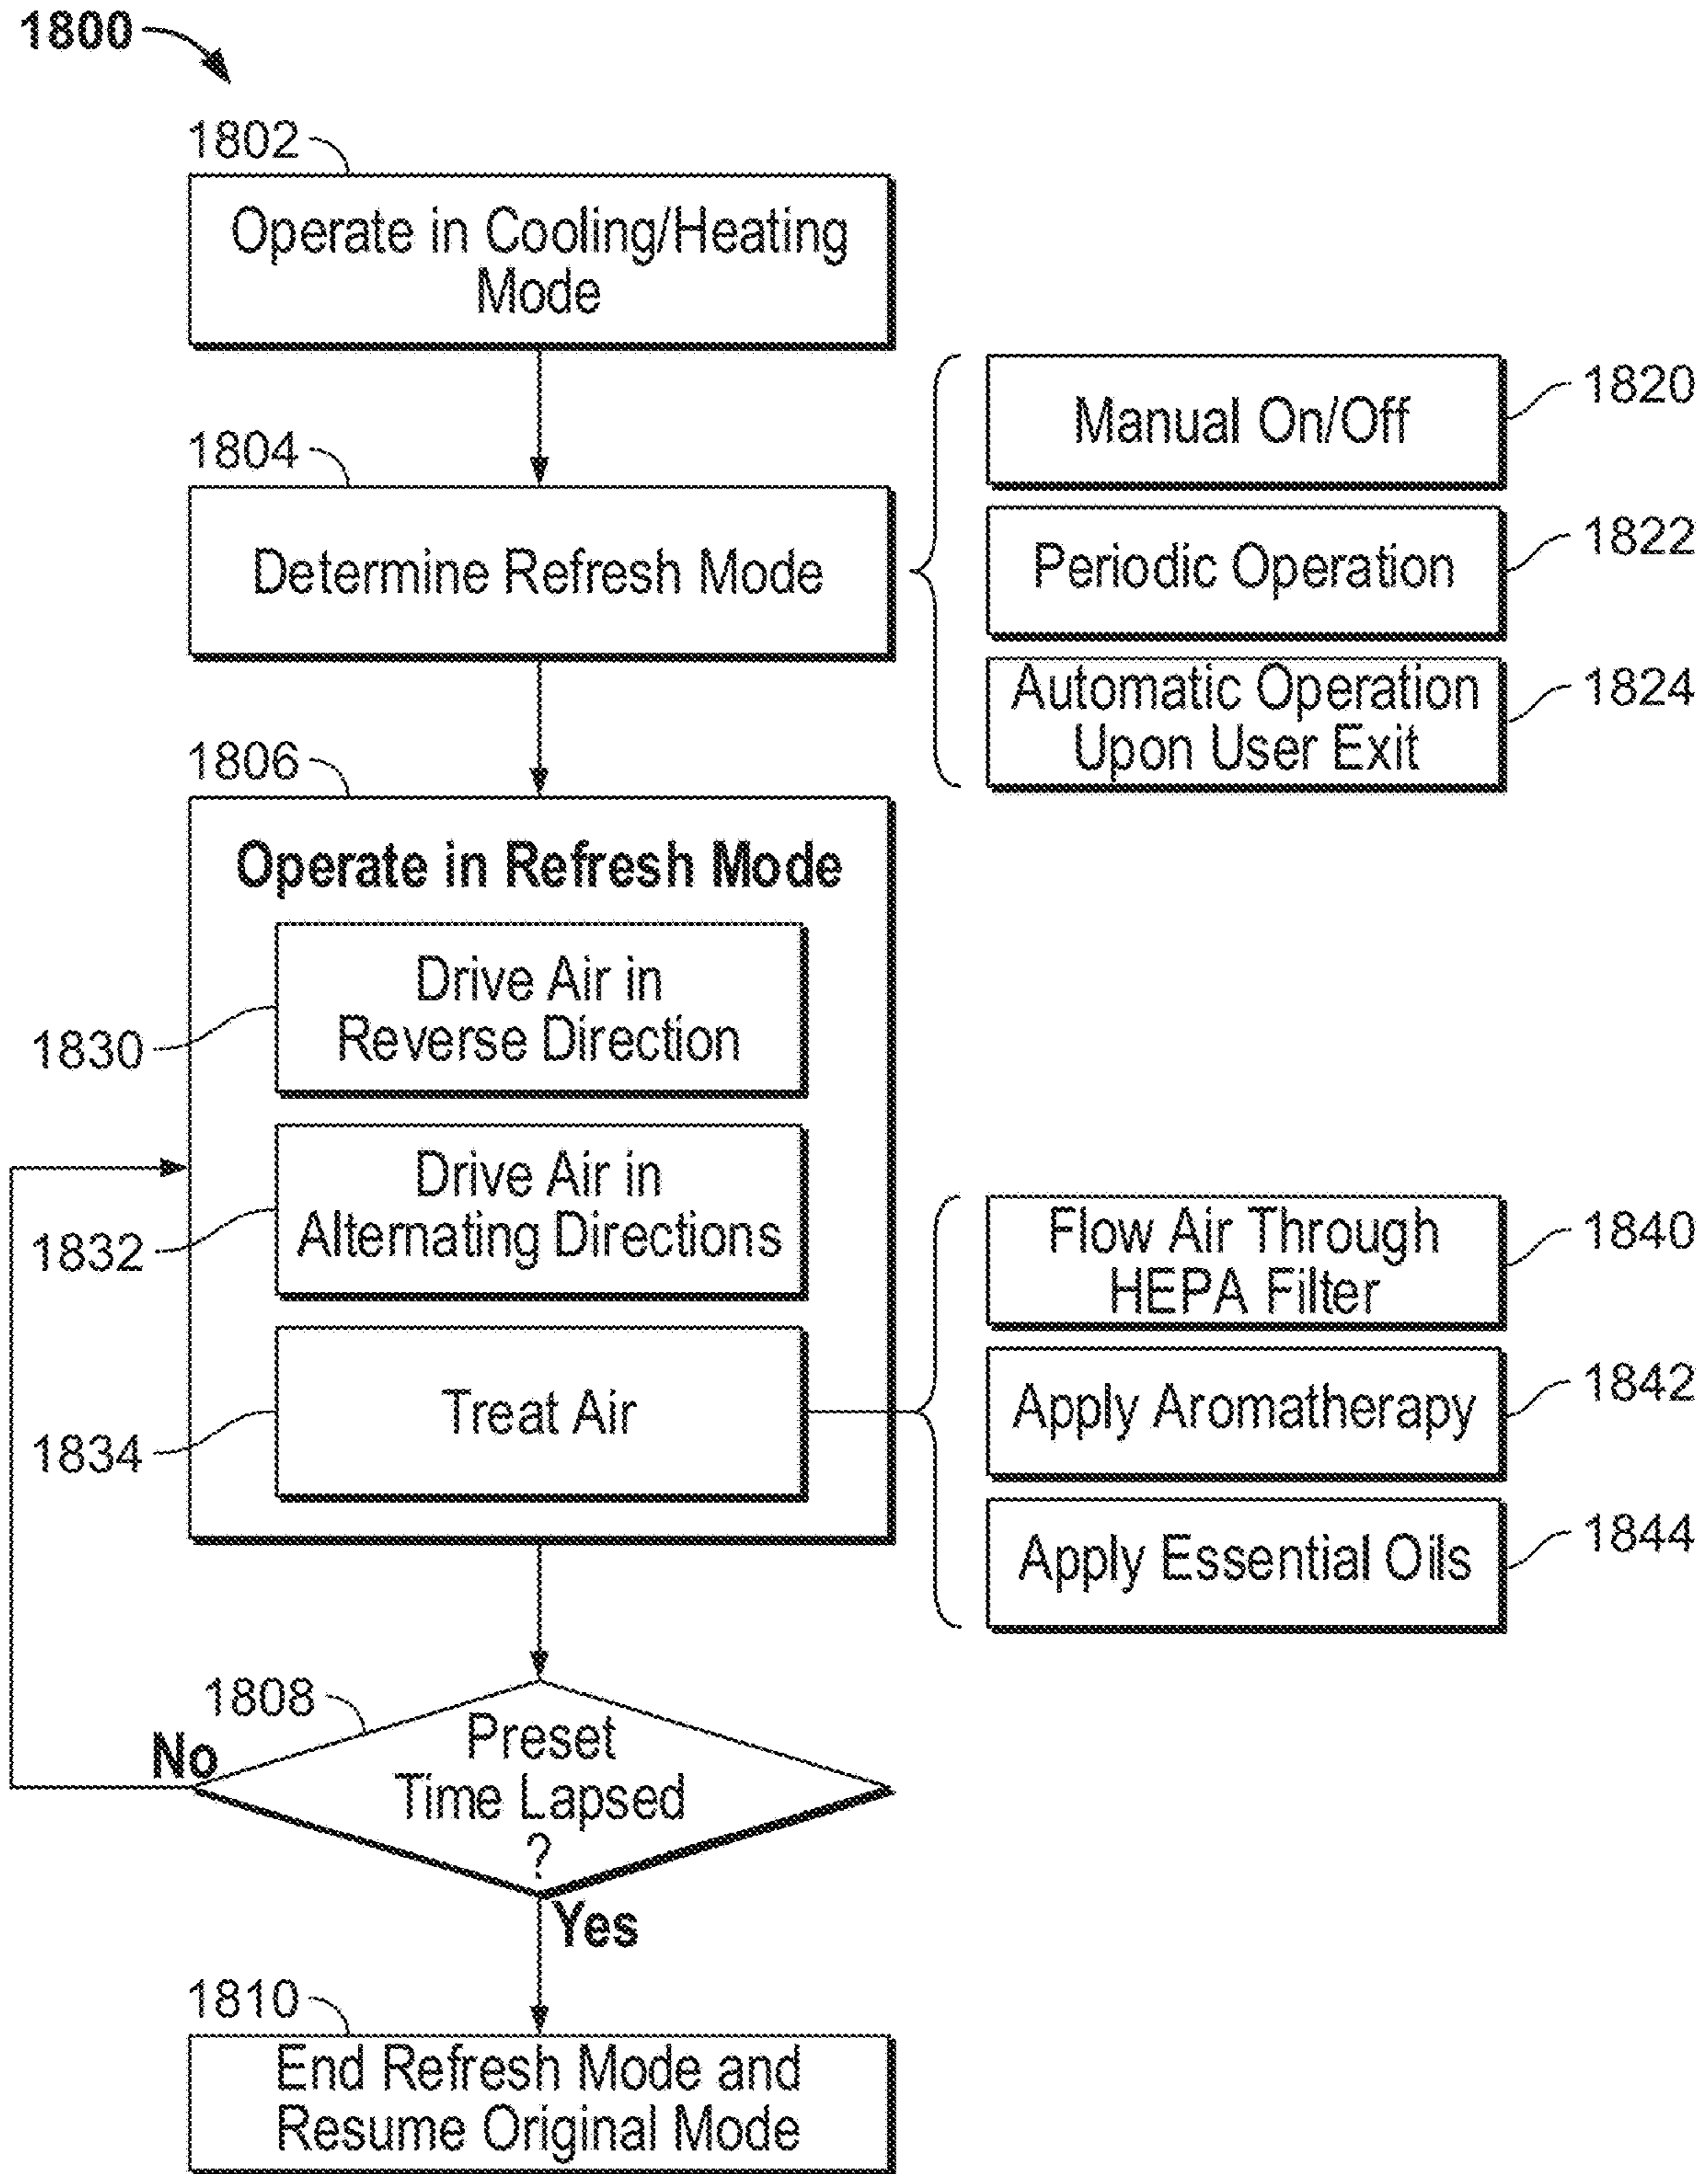 1800
1802
Operate in Cooling/Heating
Mode
1804
Determine Refresh Mode
Manual On/Off
1820
Periodic Operation
1822
Automatic Operation
Upon User Exit
1824
1806
Operate in Refresh Mode
Drive Air in
Reverse Direction
1830
Drive Air in
Alternating Directions
1832
Treat Air
1834
Flow Air Through
HEPA Filter
1840
Apply Aromatherapy
1842
Apply Essential Oils
1844
1808
Preset
Time Lapsed
?
No
Yes
1810
End Refresh Mode and
Resume Original Mode